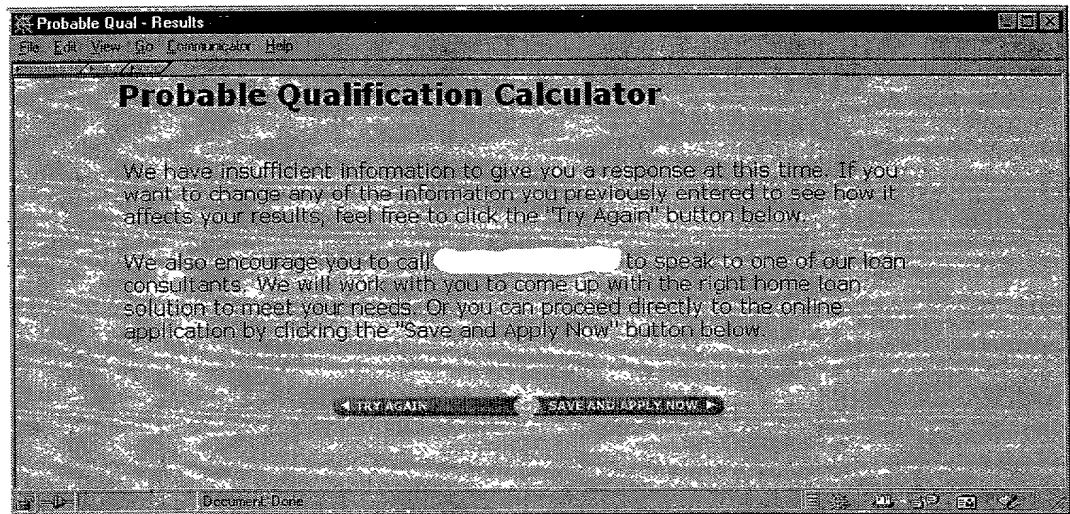 Probable Qual - Results
File Edit View Go Communicator Help
Probable Qualification Calculator
We have insufficient information to give you a response at this time. If you
want to change any of the information you previously entered to see how it
affects your results, feel free to click the "Try Again" button below.
We also encourage you to call to speak to one of our loan
consultants. We will work with you to come up with the right home loan
solution to meet your needs. Or you can proceed directly to the online
application by clicking the "Save and Apply Now" button below.
TRY AGAIN SAVE AND APPLY NOW
Document: Done